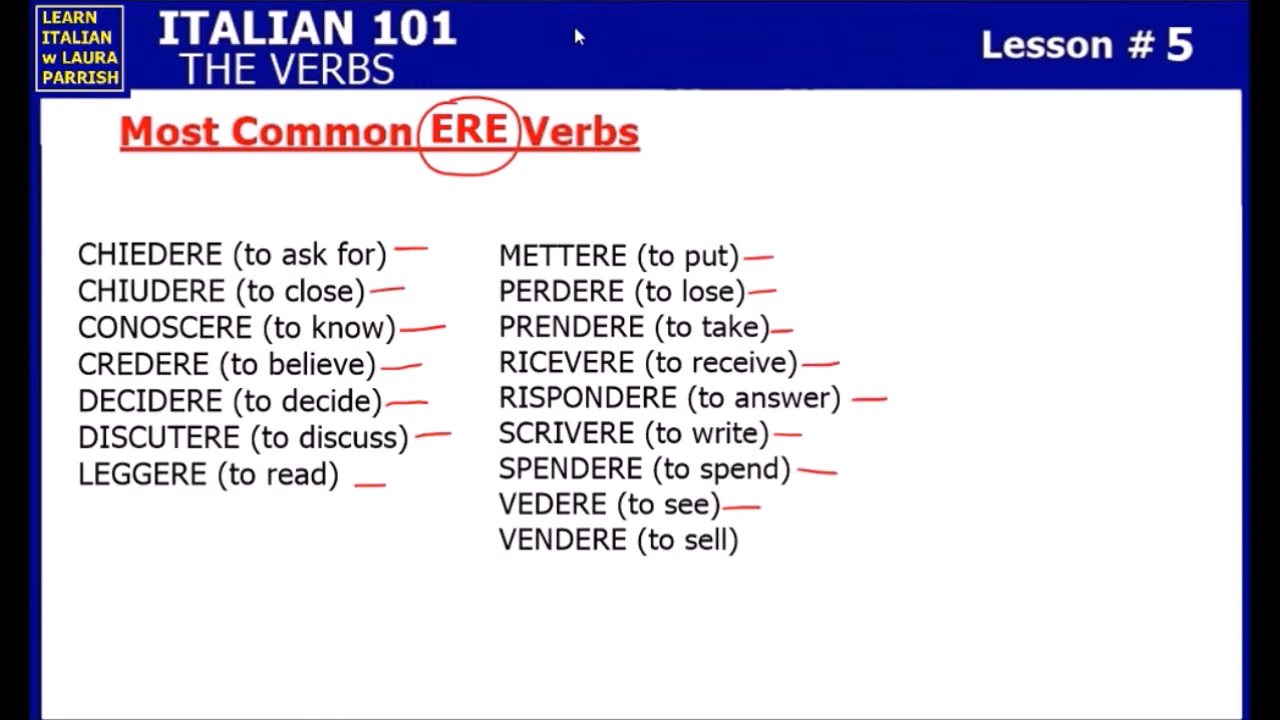 LEARN
ITALIAN
w LAURA
PARRISH
ITALIAN 101
THE VERBS
Lesson # 5
Most Common ERE Verbs
CHIEDERE (to ask for)
CHIUDERE (to close)
CONOSCERE (to know)
CREDERE (to believe)
DECIDERE (to decide)
DISCUTERE (to discuss)
LEGGERE (to read)
METTERE (to put)
PERDERE (to lose)
PRENDERE (to take)
RICEVERE (to receive)
RISPONDERE (to answer)
SCRIVERE (to write)
SPENDERE (to spend)
VEDERE (to see)
VENDERE (to sell)